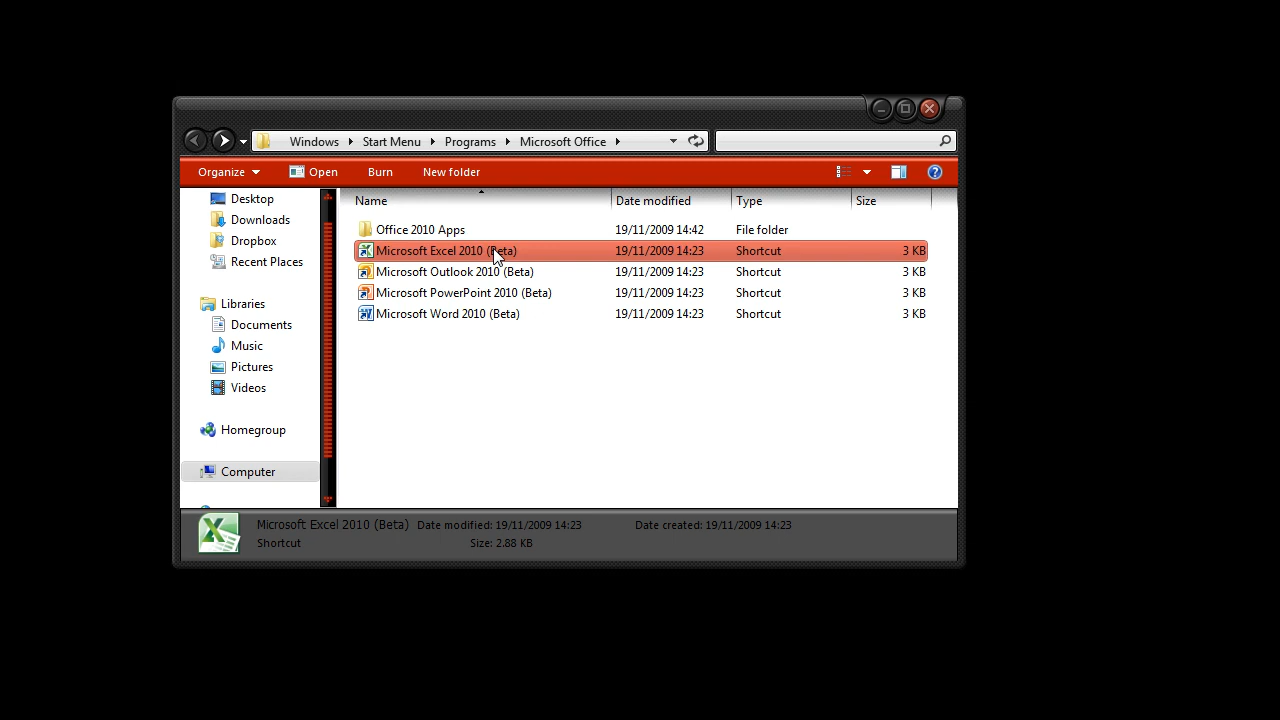 Windows Start Menu Programs Microsoft Office
Organize Open Burn New folder
Name Date modified Type Size
Desktop
Downloads
Dropbox
Recent Places
Libraries
Documents
Music
Pictures
Videos
Homegroup
Computer
Office 2010 Apps 19/11/2009 14:42 File folder
Microsoft Excel 2010 (Beta) 19/11/2009 14:23 Shortcut 3 KB
Microsoft Outlook 2010 (Beta) 19/11/2009 14:23 Shortcut 3 KB
Microsoft PowerPoint 2010 (Beta) 19/11/2009 14:23 Shortcut 3 KB
Microsoft Word 2010 (Beta) 19/11/2009 14:23 Shortcut 3 KB
Microsoft Excel 2010 (Beta) Date modified: 19/11/2009 14:23 Date created: 19/11/2009 14:23
Shortcut Size: 2.88 KB